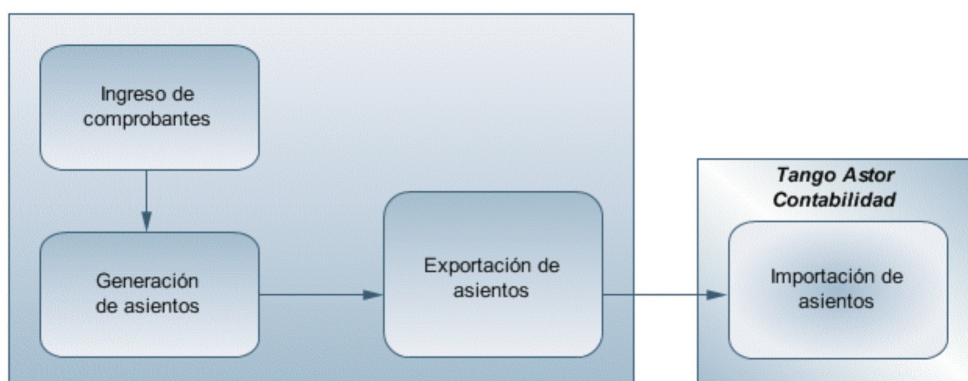 Ingreso de
comprobantes
Generación
de asientos
Exportación de
asientos
Tango Astor
Contabilidad
Importación de
asientos